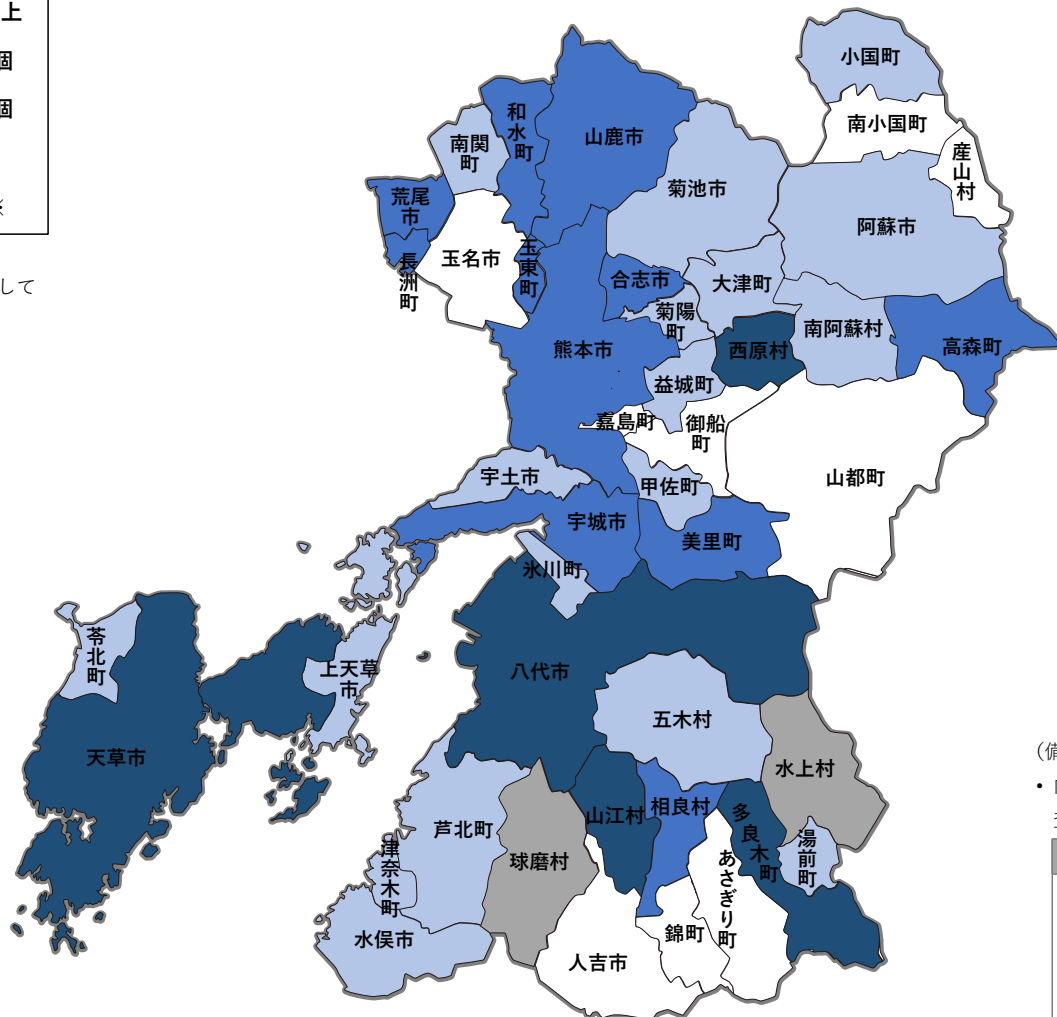 上
個
個
※
して
小国町
南小国町
産山村
和水町
山鹿市
南関町
菊池市
荒尾市
阿蘇市
玉名市
玉東町
長洲町
合志市
大津町
菊陽町
南阿蘇村
熊本市
西原村
高森町
益城町
嘉島町
御船町
宇土市
甲佐町
山都町
宇城市
美里町
氷川町
苓北町
上天草市
八代市
五木村
天草市
水上村
山江村
相良村
多良木町
芦北町
湯前町
津奈木町
球磨村
あさぎり町
水俣市
錦町
人吉市
(備
•